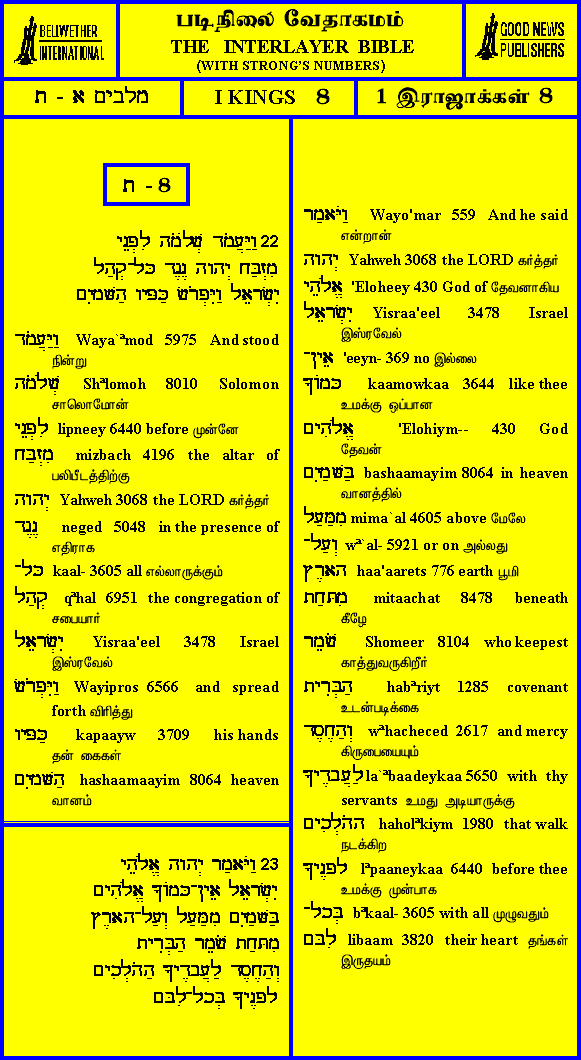 BELLWETHER
INTERNATIONAL
படிநிலை வேதாகமம்
THE INTERLAYER BIBLE
(WITH STRONG'S NUMBERS)
GOOD NEWS
PUBLISHERS
מלבים א - ת
I KINGS 8
1 இராஜாக்கள் 8
ת - 8
22 וַיַּעֲמֹד שְׁלֹמֹה לִפְנֵי
מִזְבַּח יְהוה נֶגֶד כׇּל־קְהַל
יִשְׂרָאֵל וַיִּפְרֹשׂ כַּפָּיו הַשָּׁמָיִם
וַיַּעֲמֹד Waya`ᵃmod 5975 And stood
நின்று
שְׁלֹמֹה Shᵊlomoh 8010 Solomon
சாலொமோன்
לִפְנֵי lipneey 6440 before முன்னே
מִזְבַּח mizbach 4196 the altar of
பலிபீடத்திற்கு
יְהוה Yahweh 3068 the LORD கர்த்தர்
נֶגֶד neged 5048 in the presence of
எதிராக
כׇּל־ kaal- 3605 all எல்லாருக்கும்
קְהַל qᵊhal 6951 the congregation of
சபையார்
יִשְׂרָאֵל Yisraa'eel 3478 Israel
இஸ்ரவேல்
וַיִּפְרֹשׂ Wayipros 6566 and spread
forth விரித்து
כַּפָּיו kapaayw 3709 his hands
தன் கைகள்
הַשָּׁמָיִם hashaamaayim 8064 heaven
வானம்
23 וַיֹּאמַר יְהוה אֱלֹהֵי
יִשְׂרָאֵל אֵין־כָּמוֹךָ אֱלֹהִים
בַּשָּׁמַיִם מִמַּעַל וְעַל־הָאָרֶץ
מִתָּחַת שֹׁמֵר הַבְּרִית
וְהַחֶסֶד לַעֲבָדֶיךָ הַהֹלְכִים
לְפָנֶיךָ בְּכׇל־לִבָּם
וַיֹּאמַר Wayo'mar 559 And he said
என்றான்
יְהוה Yahweh 3068 the LORD கர்த்தர்
אֱלֹהֵי 'Eloheey 430 God of தேவனாகிய
יִשְׂרָאֵל Yisraa'eel 3478 Israel
இஸ்ரவேல்
אֵין־ 'eeyn- 369 no இல்லை
כָּמוֹךָ kaamowkaa 3644 like thee
உமக்கு ஒப்பான
אֱלֹהִים 'Elohiym-- 430 God
தேவன்
בַּשָּׁמַיִם bashaamayim 8064 in heaven
வானத்தில்
מִמַּעַל mima`al 4605 above மேலே
וְעַל־ wᵊ`al- 5921 or on அல்லது
הָאָרֶץ haa'aarets 776 earth பூமி
מִתָּחַת mitaachat 8478 beneath
கீழே
שֹׁמֵר Shomeer 8104 who keepest
காத்துவருகிறீர்
הַבְּרִית habᵊriyt 1285 covenant
உடன்படிக்கை
וְהַחֶסֶד wᵊhacheced 2617 and mercy
கிருபையையும்
לַעֲבָדֶיךָ la`ᵃbaadeykaa 5650 with thy
servants உமது அடியாருக்கு
הַהֹלְכִים haholᵊkiym 1980 that walk
நடக்கிற
לְפָנֶיךָ lᵊpaaneykaa 6440 before thee
உமக்கு முன்பாக
בְּכׇל־ bᵊkaal- 3605 with all முழுவதும்
לִבָּם libaam 3820 their heart தங்கள்
இருதயம்